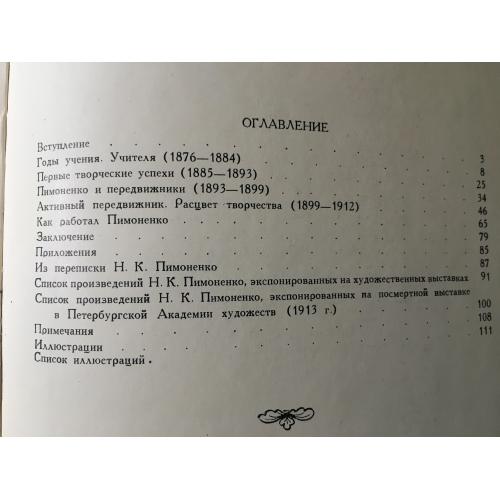 ОГЛАВЛЕНИЕ
Вступление . . . . . . . . . . 3
Годы учения. Учителя (1876—1884) . . . . . . . 8
Первые творческие успехи (1885—1893) . . . . . . . 25
Пимоненко и передвижники (1893—1899) . . . . . . . 34
Активный передвижник. Расцвет творчества (1899—1912) . . . . 46
Как работал Пимоненко . . . . . . . . 65
Заключение . . . . . . . . . . 79
Приложения . . . . . . . . . . 85
Из переписки Н. К. Пимоненко . . . . . . . 87
Список произведений Н. К. Пимоненко, экспонированных на художественных выставках 91
Список произведений Н. К. Пимоненко, экспонированных на посмертной выставке
в Петербургской Академии художеств (1913 г.) . . . . . 100
Примечания . . . . . . . . . . 108
Иллюстрации . . . . . . . . . . 111
Список иллюстраций .